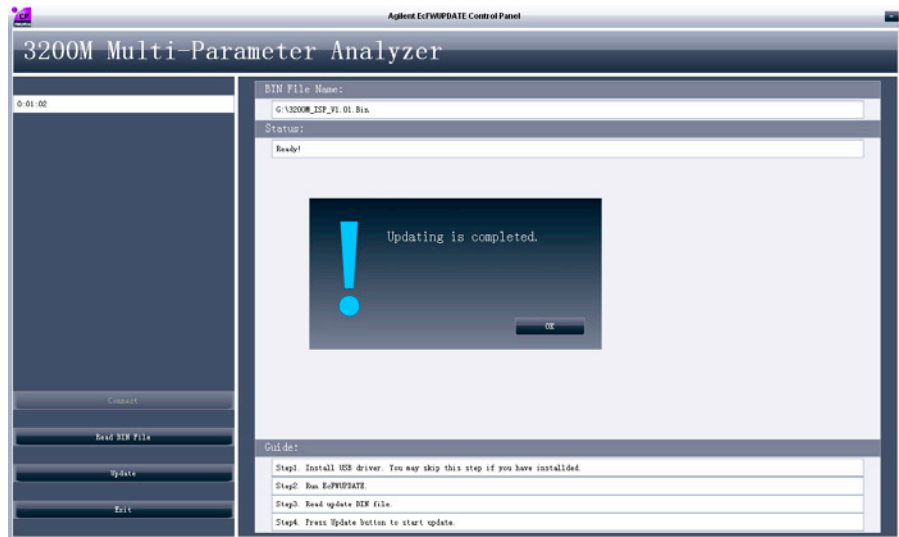 CP
Agilent EcFWUPDATE Control Panel
3200M Multi-Parameter Analyzer
0:01:02
BIN File Name:
G:\3200M_ISP_V1.01.Bin
Status:
Ready!
Updating is completed.
OK
Connect
Read BIN File
Update
Exit
Guide:
Step1. Install USB driver. You may skip this step if you have installded.
Step2. Run EcFWUPDATE.
Step3. Read update BIN file.
Step4. Press Update button to start update.